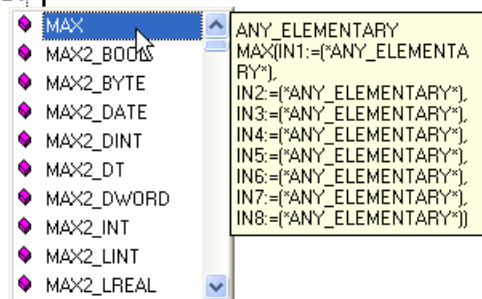 MAX
MAX2_BOOL
MAX2_BYTE
MAX2_DATE
MAX2_DINT
MAX2_DT
MAX2_DWORD
MAX2_INT
MAX2_LINT
MAX2_LREAL
ANY_ELEMENTARY
MAX(IN1:=(*ANY_ELEMENTA
RY*),
IN2:=(*ANY_ELEMENTARY*),
IN3:=(*ANY_ELEMENTARY*),
IN4:=(*ANY_ELEMENTARY*),
IN5:=(*ANY_ELEMENTARY*),
IN6:=(*ANY_ELEMENTARY*),
IN7:=(*ANY_ELEMENTARY*),
IN8:=(*ANY_ELEMENTARY*))